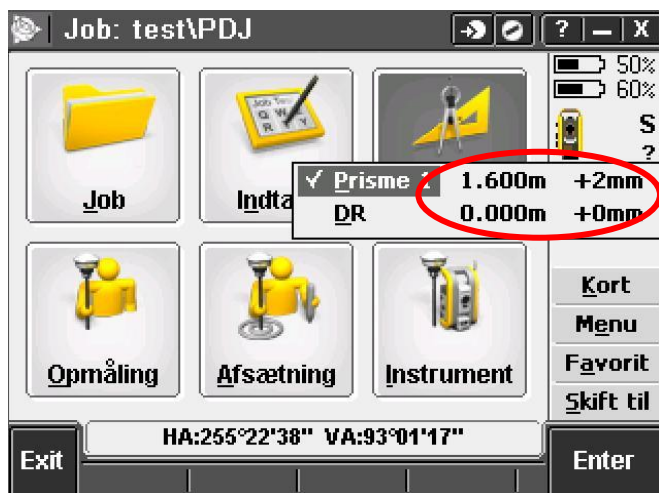 Job: test\PDJ ? – X
50%
60%
S
?
Job Indta
✓ Prisme 1 1.600m +2mm
DR 0.000m +0mm
Opmåling Afsætning Instrument
Kort
Menu
Favorit
Skift til
HA:255°22'38" VA:93°01'17"
Exit Enter